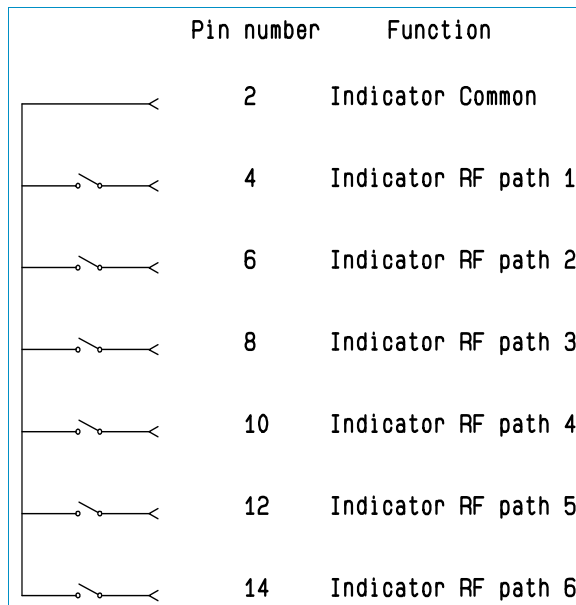 Pin number Function
2 Indicator Common
4 Indicator RF path 1
6 Indicator RF path 2
8 Indicator RF path 3
10 Indicator RF path 4
12 Indicator RF path 5
14 Indicator RF path 6